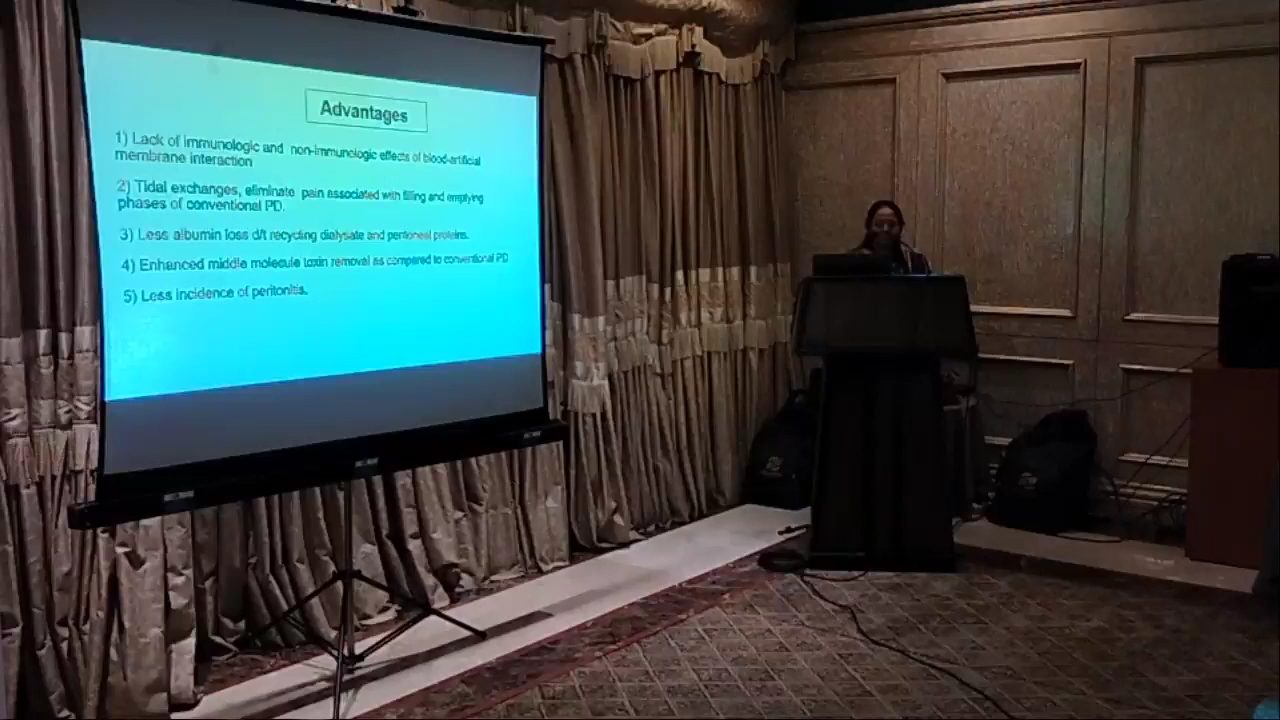 Advantages
1) Lack of immunologic and non-immunologic effects of blood-artificial
membrane interaction
2) Tidal exchanges, eliminate pain associated with filling and emptying
phases of conventional PD.
3) Less albumin loss d/t recycling dialysate and peritoneal proteins.
4) Enhanced middle molecule toxin removal as compared to conventional PD
5) Less incidence of peritonitis.